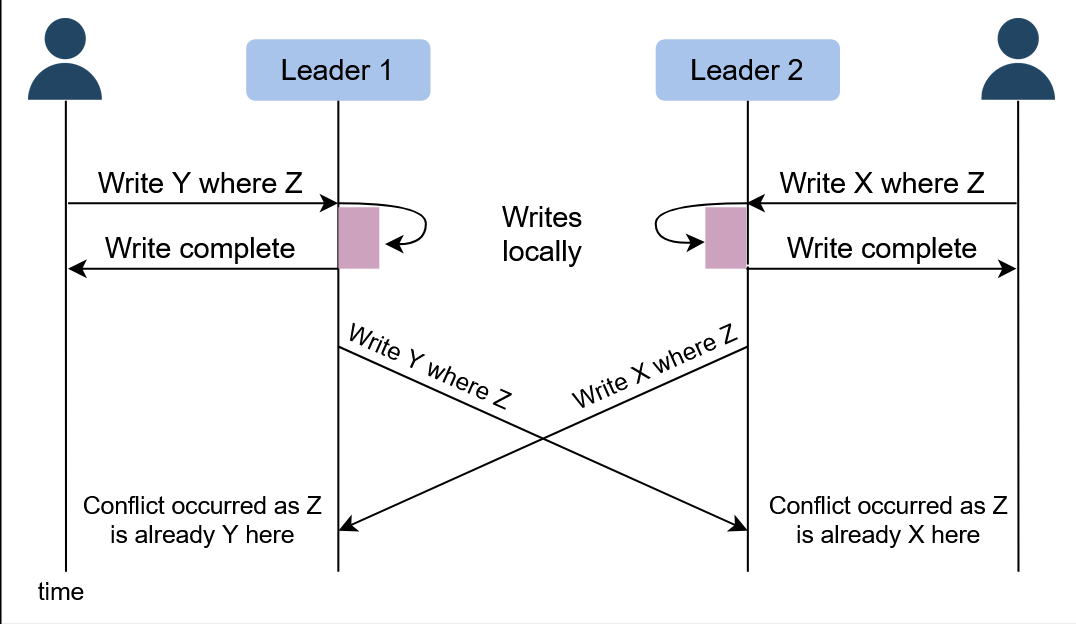 Leader 1
Leader 2
Write Y where Z
Write X where Z
Writes
locally
Write complete
Write complete
Write Y where Z
Write X where Z
Conflict occurred as Z
is already Y here
Conflict occurred as Z
is already X here
time